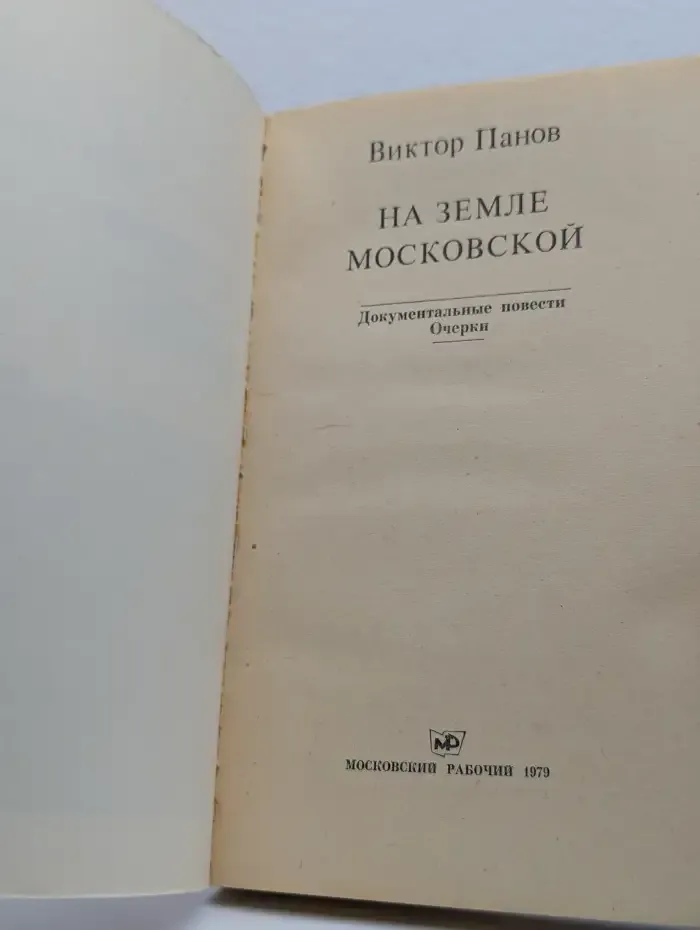 Виктор Панов
НА ЗЕМЛЕ
МОСКОВСКОЙ
Документальные повести
Очерки
МР
МОСКОВСКИЙ РАБОЧИЙ 1979